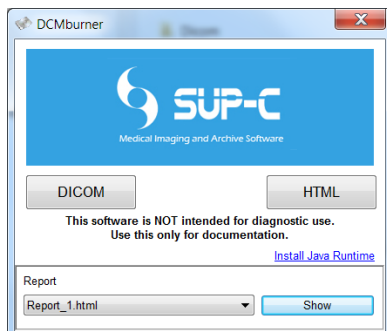 DCMburner
Dicom
SUP-C
Medical Imaging and Archive Software
DICOM
HTML
This software is NOT intended for diagnostic use.
Use this only for documentation.
Install Java Runtime
Report
Report_1.html
Show